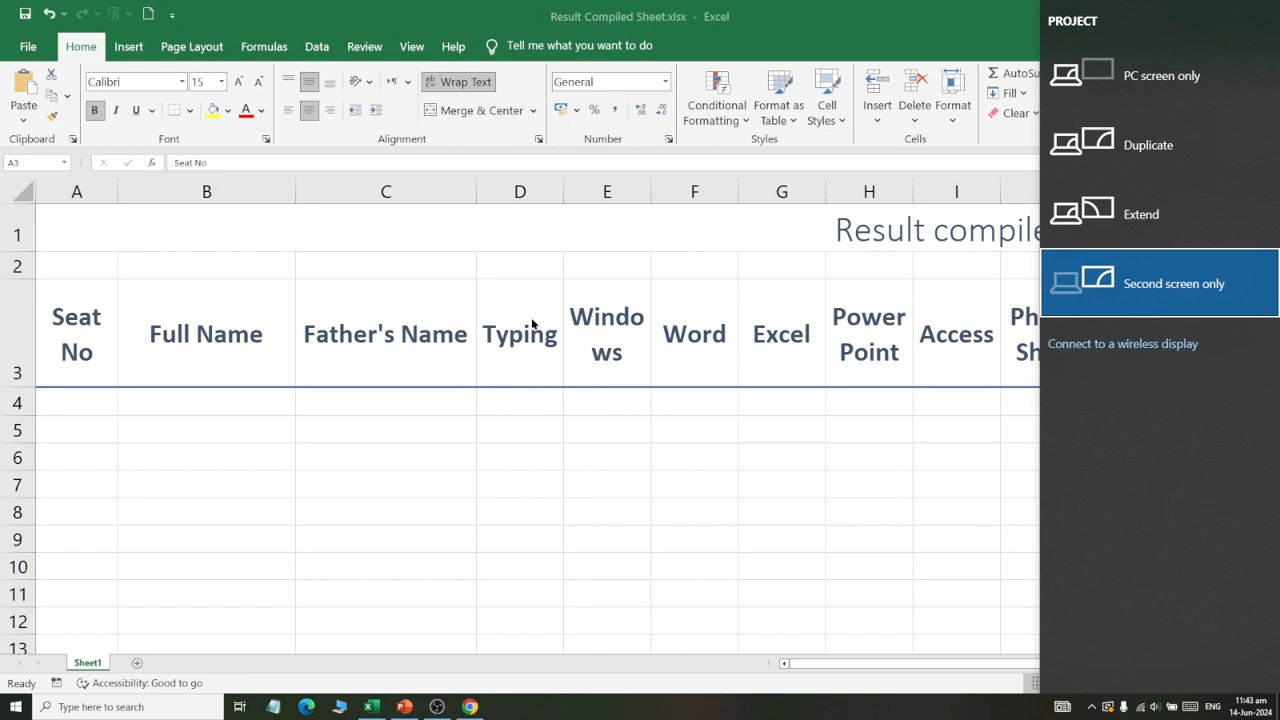 Result Compiled Sheet.xlsx - Excel
PROJECT
File Home Insert Page Layout Formulas Data Review View Help Tell me what you want to do
PC screen only
Calibri 15 Wrap Text General AutoSu
Paste Conditional Formatting Format as Table Cell Styles Insert Delete Format Fill
B I U A Merge & Center % , Clear
Clipboard Font Alignment Number Styles Cells
Duplicate
A3 fx Seat No
A B C D E F G H I
Extend
1 Result compile
2
Second screen only
3 Seat No Full Name Father's Name Typing Windo ws Word Excel Power Point Access Ph Sh
Connect to a wireless display
4
5
6
7
8
9
10
11
12
13
Sheet1
Ready Accessibility: Good to go
Type here to search ENG 11:43 am
14-Jun-2024